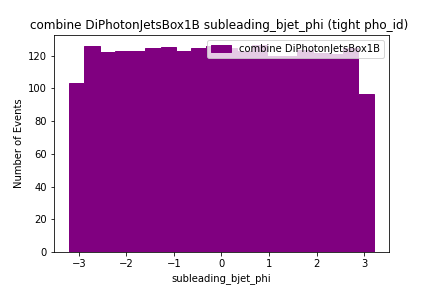 combine DiPhotonJetsBox1B subleading_bjet_phi (tight pho_id)
combine DiPhotonJetsBox1B
120
100
80
60
40
20
0
Number of Events
−3 −2 −1 0 1 2 3
subleading_bjet_phi